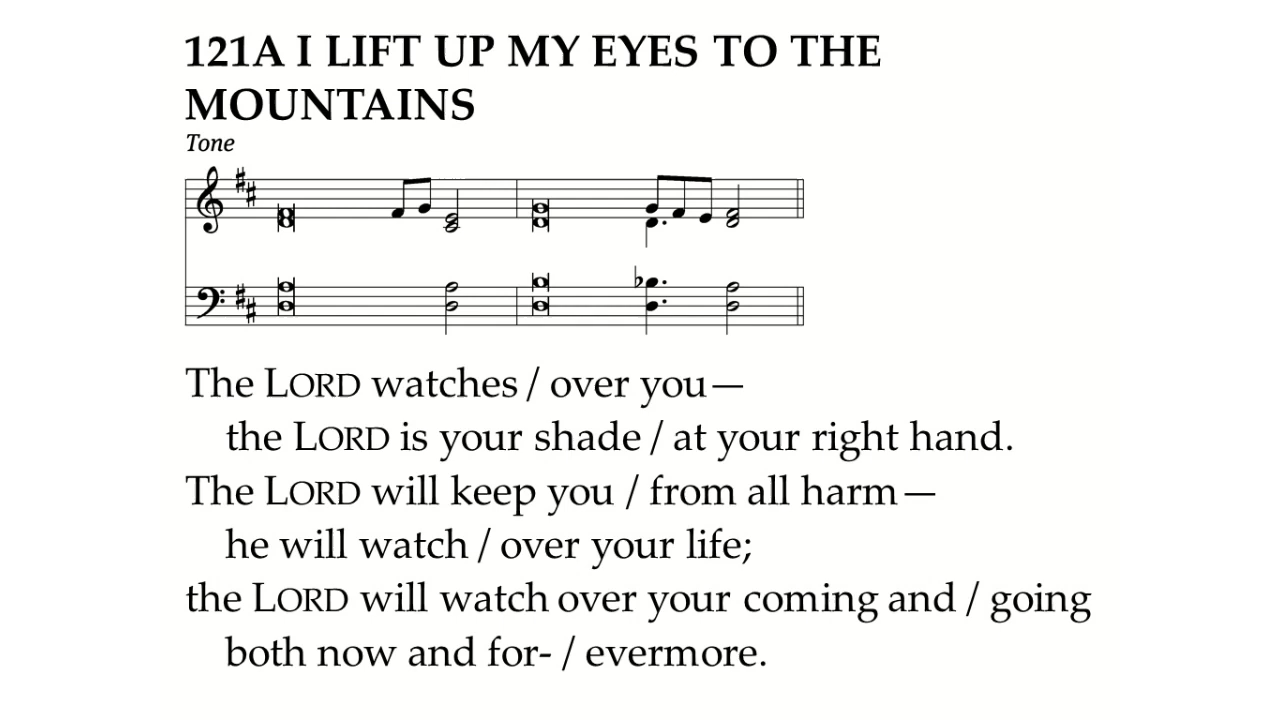 121A I LIFT UP MY EYES TO THE
MOUNTAINS
Tone
The LORD watches / over you—
the LORD is your shade / at your right hand.
The LORD will keep you / from all harm—
he will watch / over your life;
the LORD will watch over your coming and / going
both now and for- / evermore.